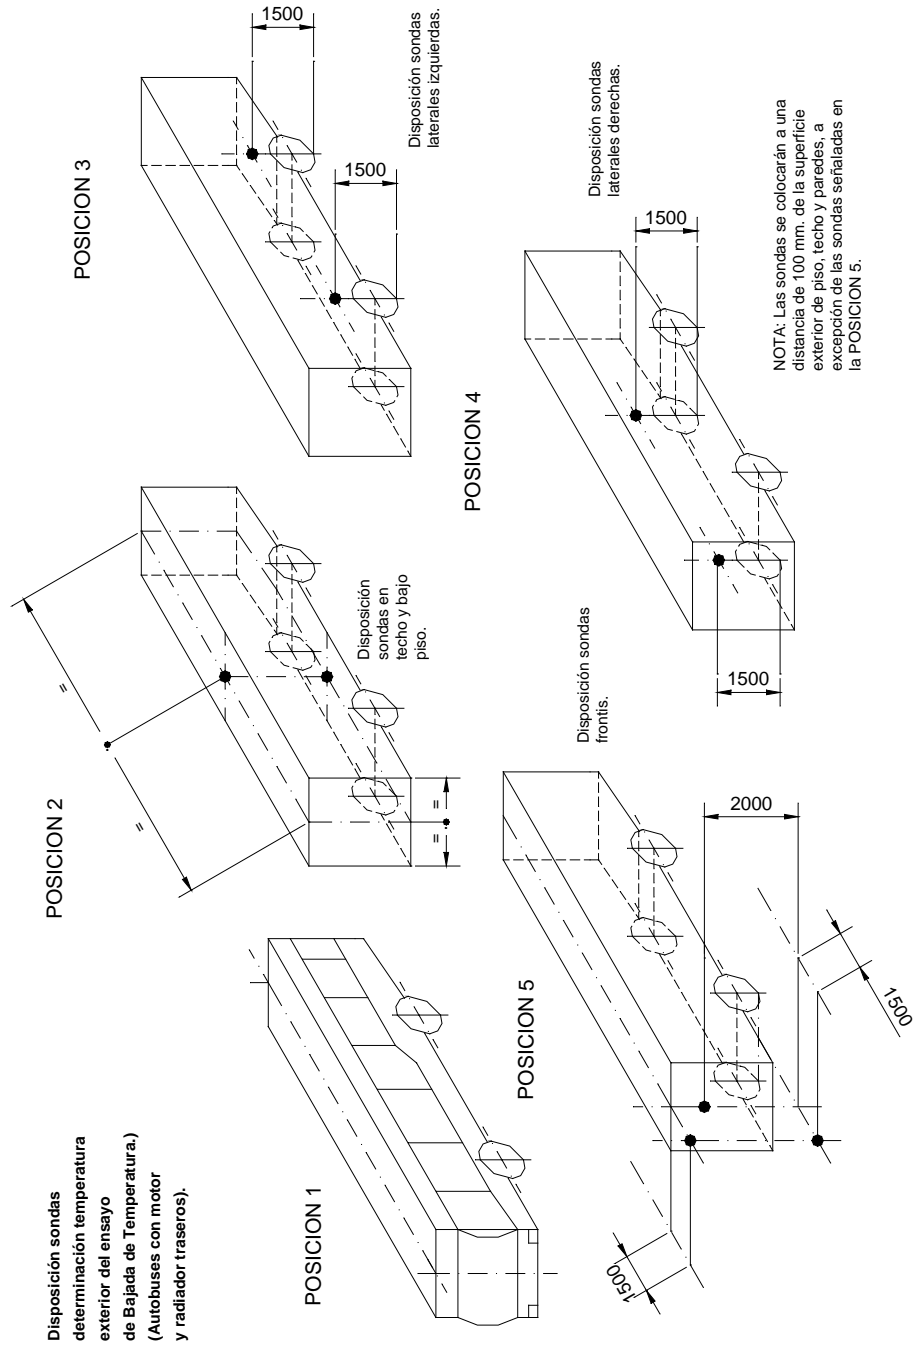 Disposición sondas
determinación temperatura
exterior del ensayo
de Bajada de Temperatura.)
(Autobuses con motor
y radiador traseros).
POSICION 1
POSICION 2
=
=
= =
Disposición
sondas en
techo y bajo
piso.
POSICION 3
1500
1500
Disposición sondas
laterales izquierdas.
POSICION 4
1500
1500
Disposición sondas
laterales derechas.
POSICION 5
Disposición sondas
frontis.
2000
1500
1500
NOTA: Las sondas se colocarán a una
distancia de 100 mm. de la superficie
exterior de piso, techo y paredes, a
excepción de las sondas señaladas en
la POSICION 5.